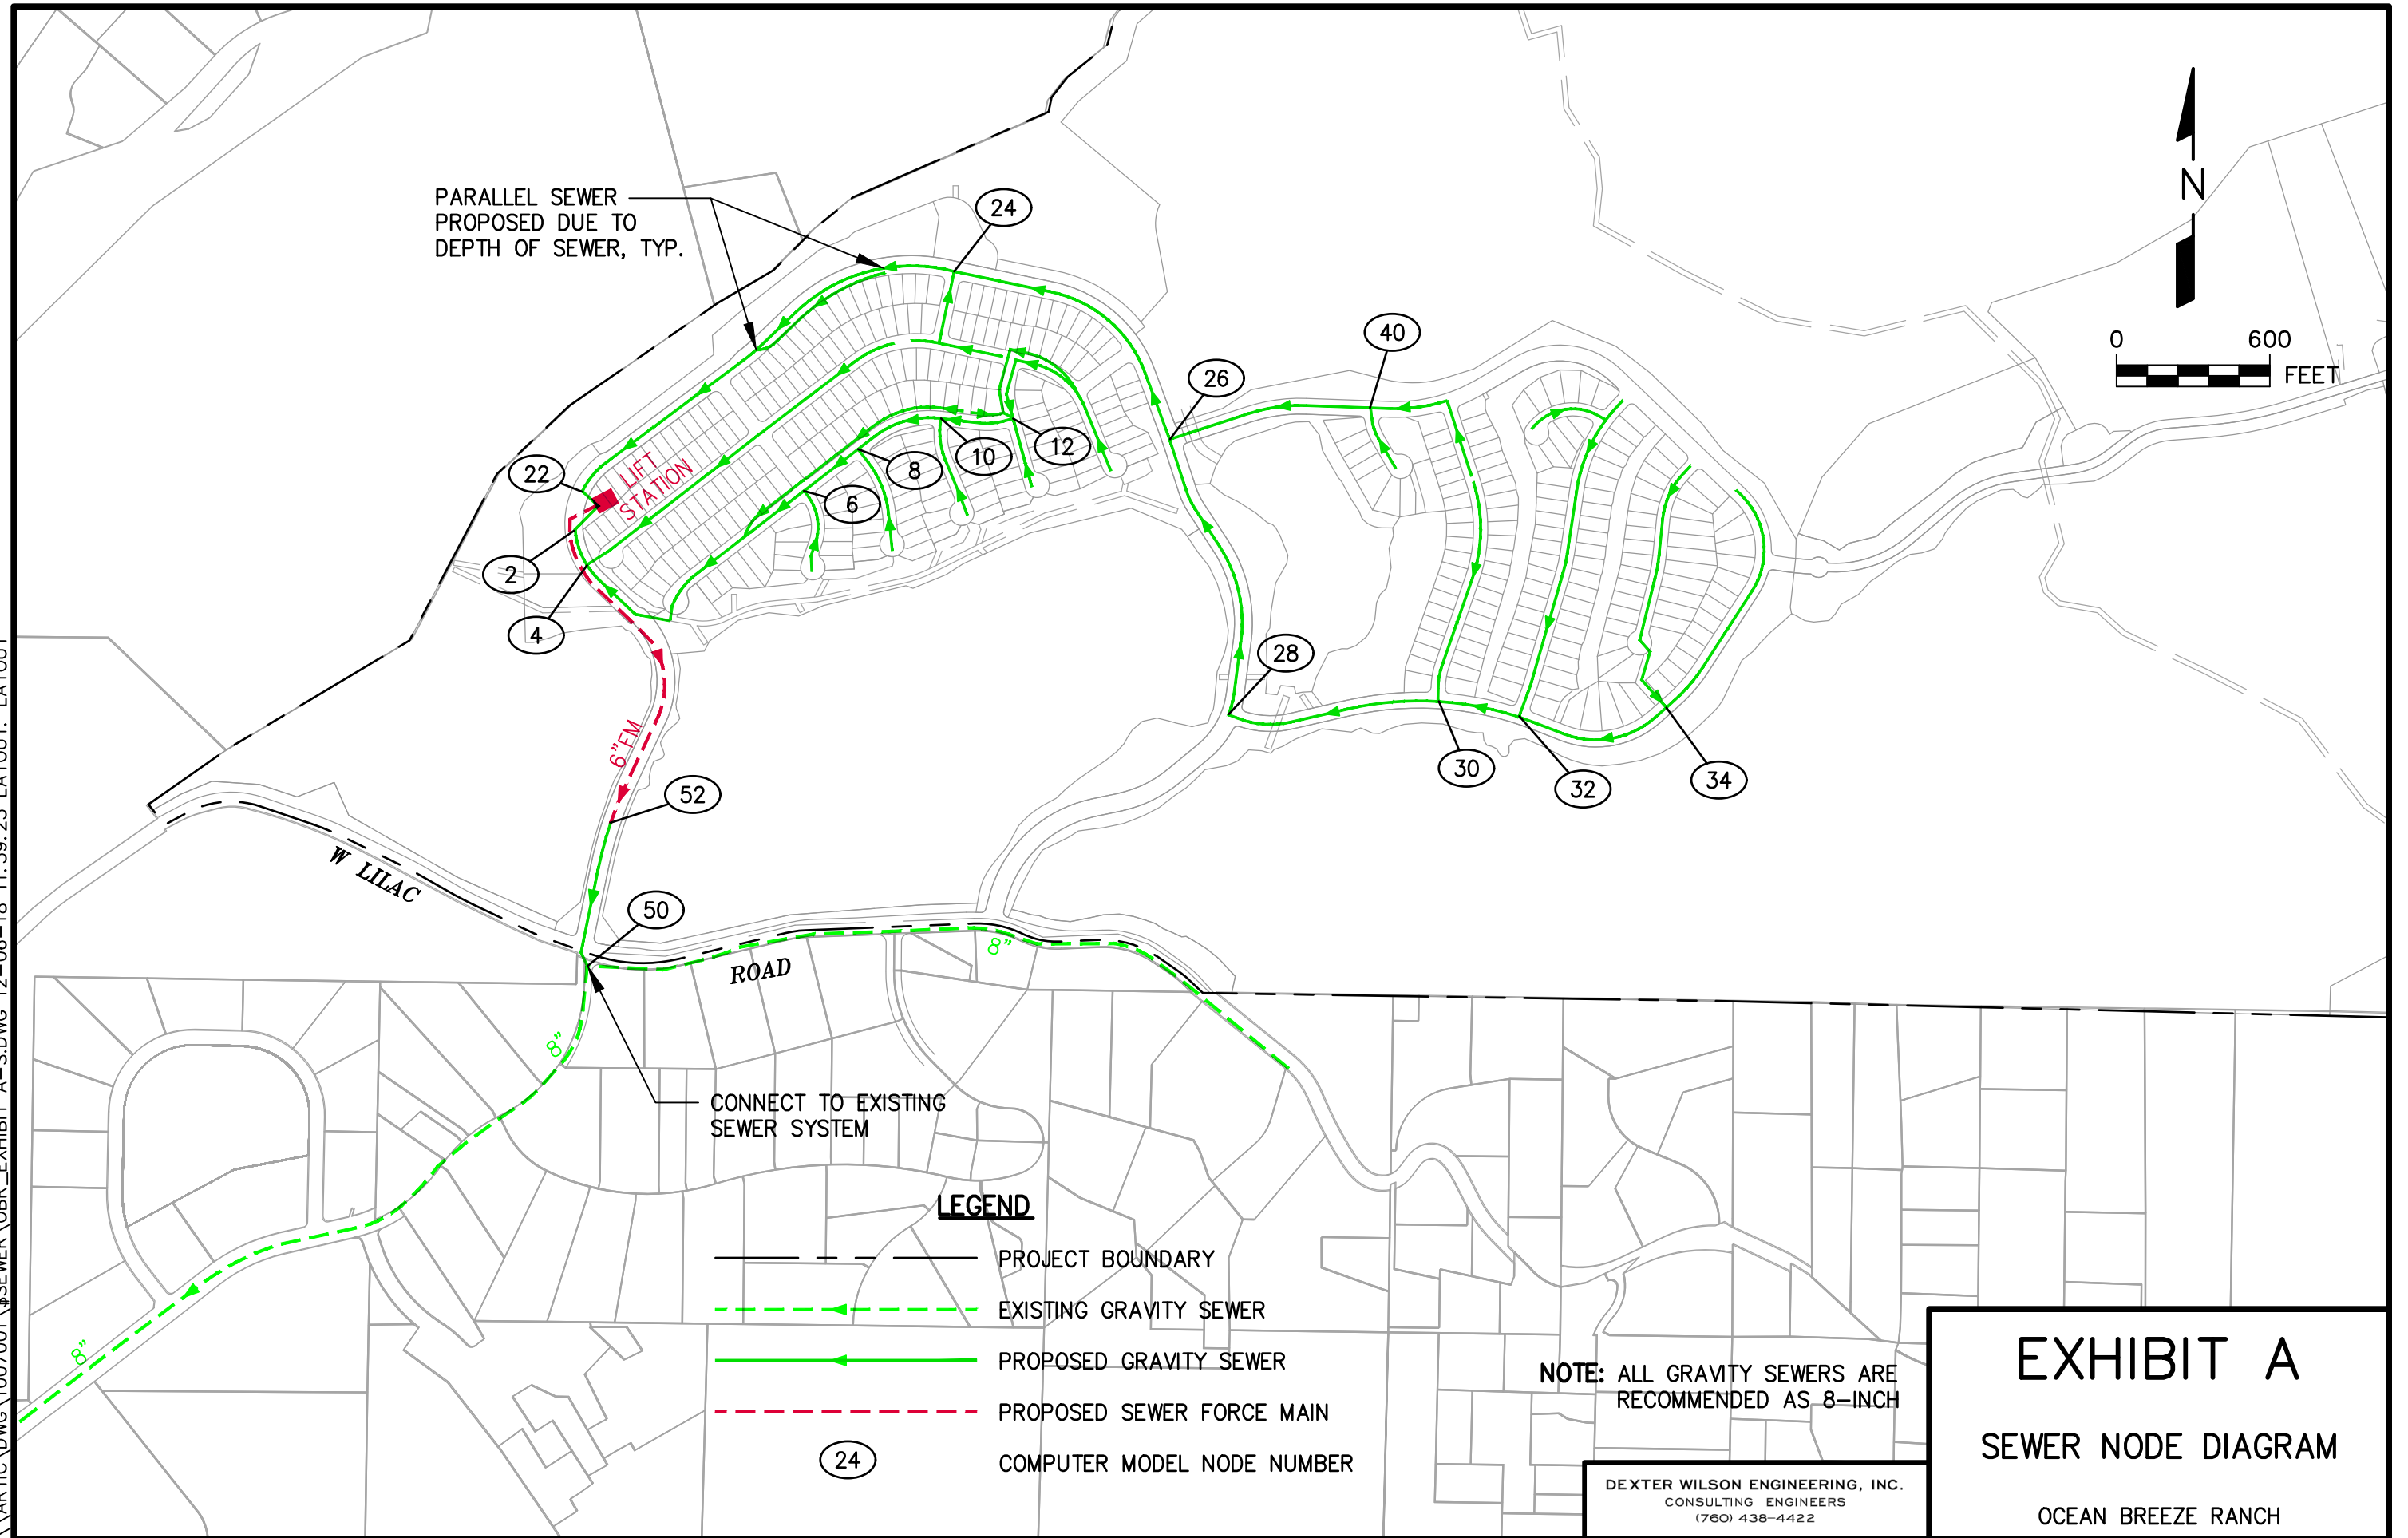 PARALLEL SEWER
PROPOSED DUE TO
DEPTH OF SEWER, TYP.
24
N
0 600
FEET
40
26
12
10
8
6
22
LIFT
STATION
2
4
28
30
32
34
6"FM
52
W LILAC
50
ROAD
8"
8"
CONNECT TO EXISTING
SEWER SYSTEM
8"
LEGEND
PROJECT BOUNDARY
EXISTING GRAVITY SEWER
PROPOSED GRAVITY SEWER
PROPOSED SEWER FORCE MAIN
24 COMPUTER MODEL NODE NUMBER
NOTE: ALL GRAVITY SEWERS ARE
RECOMMENDED AS 8-INCH
DEXTER WILSON ENGINEERING, INC.
CONSULTING ENGINEERS
(760) 438-4422
EXHIBIT A
SEWER NODE DIAGRAM
OCEAN BREEZE RANCH